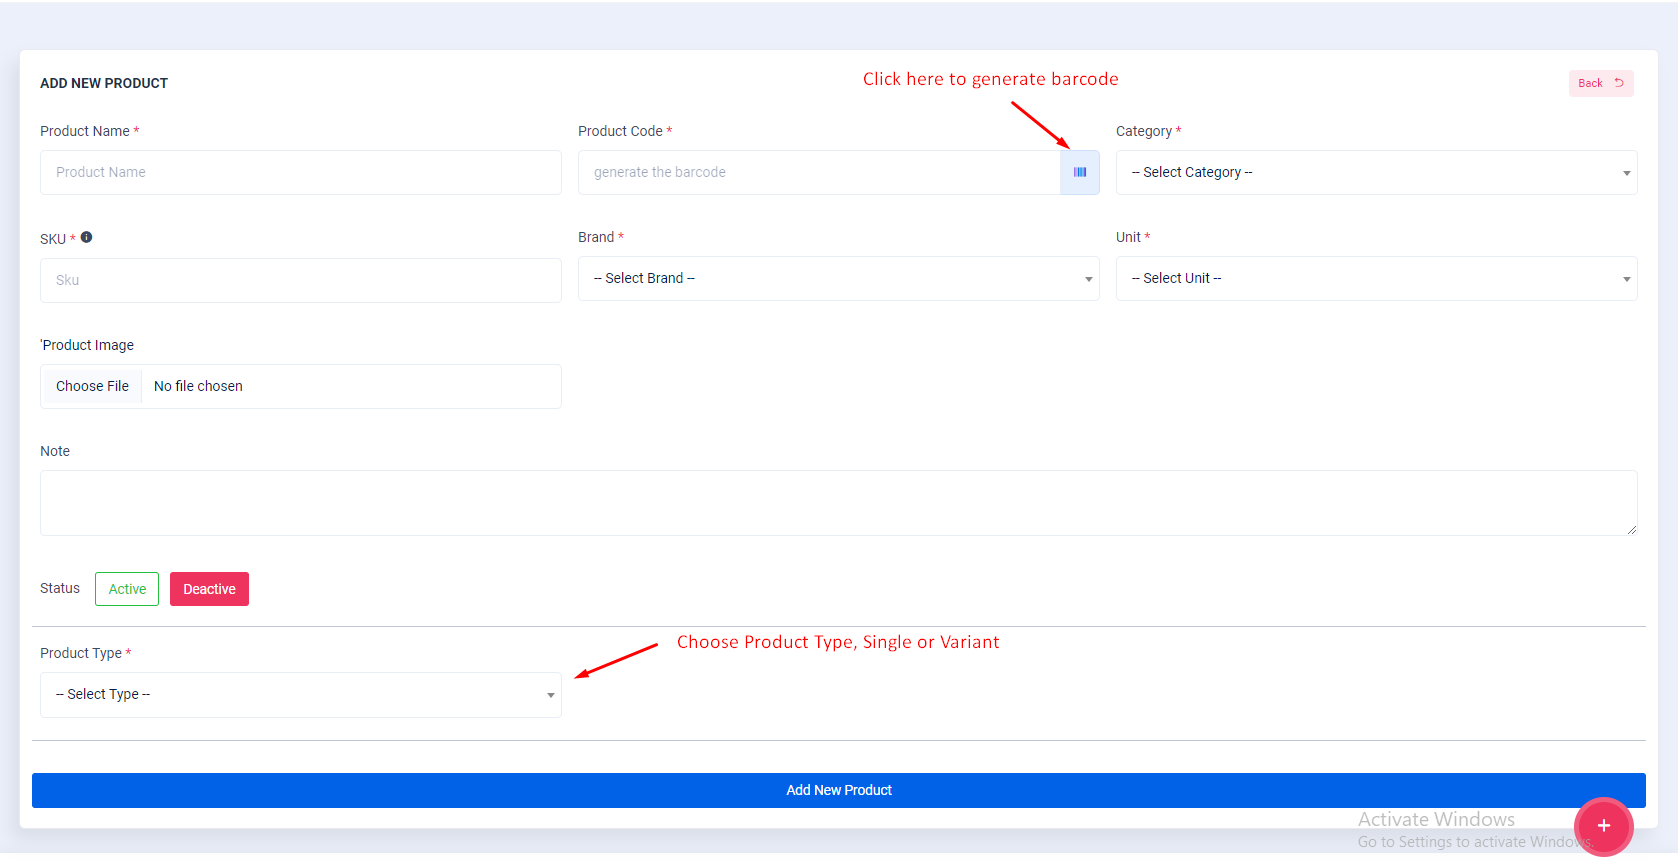 Click here to generate barcode
ADD NEW PRODUCT
Back
Product Name *
Product Code *
Category *
Product Name
generate the barcode
-- Select Category --
SKU *
Brand *
Unit *
Sku
-- Select Brand --
-- Select Unit --
'Product Image
Choose File No file chosen
Note
Status Active Deactive
Choose Product Type, Single or Variant
Product Type *
-- Select Type --
Add New Product
Activate Windows
Go to Settings to activate Windows.